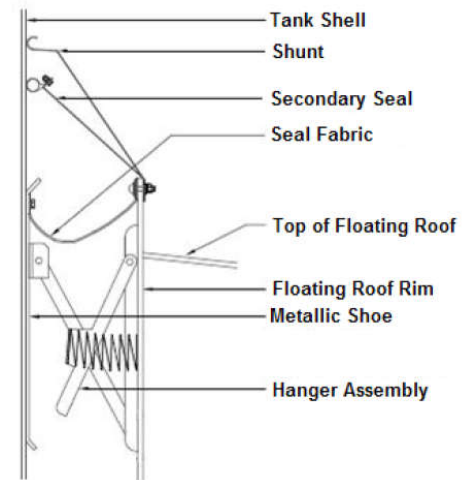 Tank Shell
Shunt
Secondary Seal
Seal Fabric
Top of Floating Roof
Floating Roof Rim
Metallic Shoe
Hanger Assembly